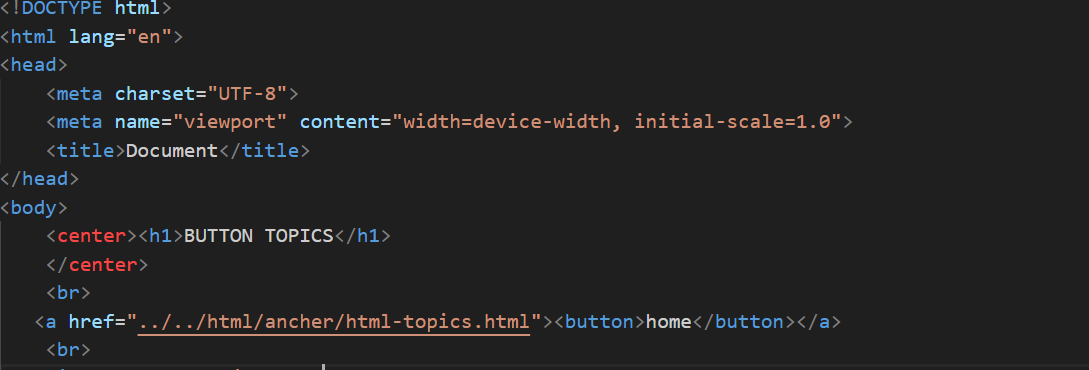 <!DOCTYPE html>
<html lang="en">
<head>
    <meta charset="UTF-8">
    <meta name="viewport" content="width=device-width, initial-scale=1.0">
    <title>Document</title>
</head>
<body>
    <center><h1>BUTTON TOPICS</h1>
    </center>
    <br>
   <a href="../../html/ancher/html-topics.html"><button>home</button></a>
    <br>